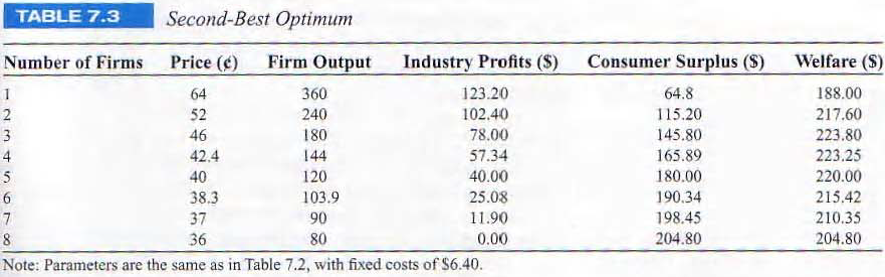 TABLE 7.3 Second-Best Optimum
Number of Firms Price (¢) Firm Output Industry Profits ($) Consumer Surplus ($) Welfare ($)
1 64 360 123.20 64.8 188.00
2 52 240 102.40 115.20 217.60
3 46 180 78.00 145.80 223.80
4 42.4 144 57.34 165.89 223.25
5 40 120 40.00 180.00 220.00
6 38.3 103.9 25.08 190.34 215.42
7 37 90 11.90 198.45 210.35
8 36 80 0.00 204.80 204.80
Note: Parameters are the same as in Table 7.2, with fixed costs of $6.40.